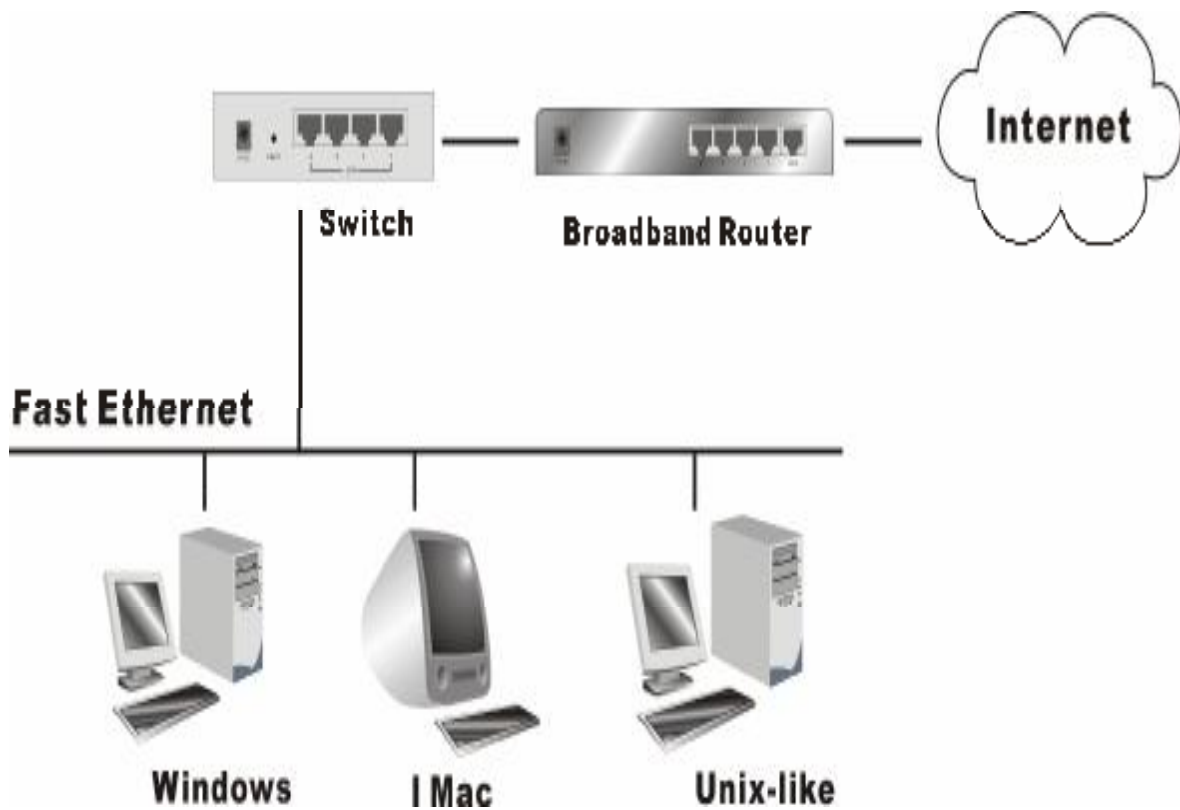 Internet
Switch
Broadband Router
Fast Ethernet
Windows
I Mac
Unix-like